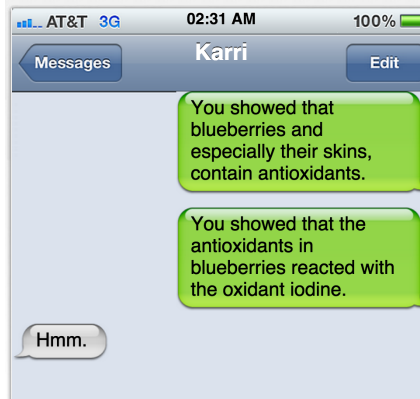 AT&T 3G 02:31 AM 100%
Messages Karri Edit
You showed that
blueberries and
especially their skins,
contain antioxidants.
You showed that the
antioxidants in
blueberries reacted with
the oxidant iodine.
Hmm.